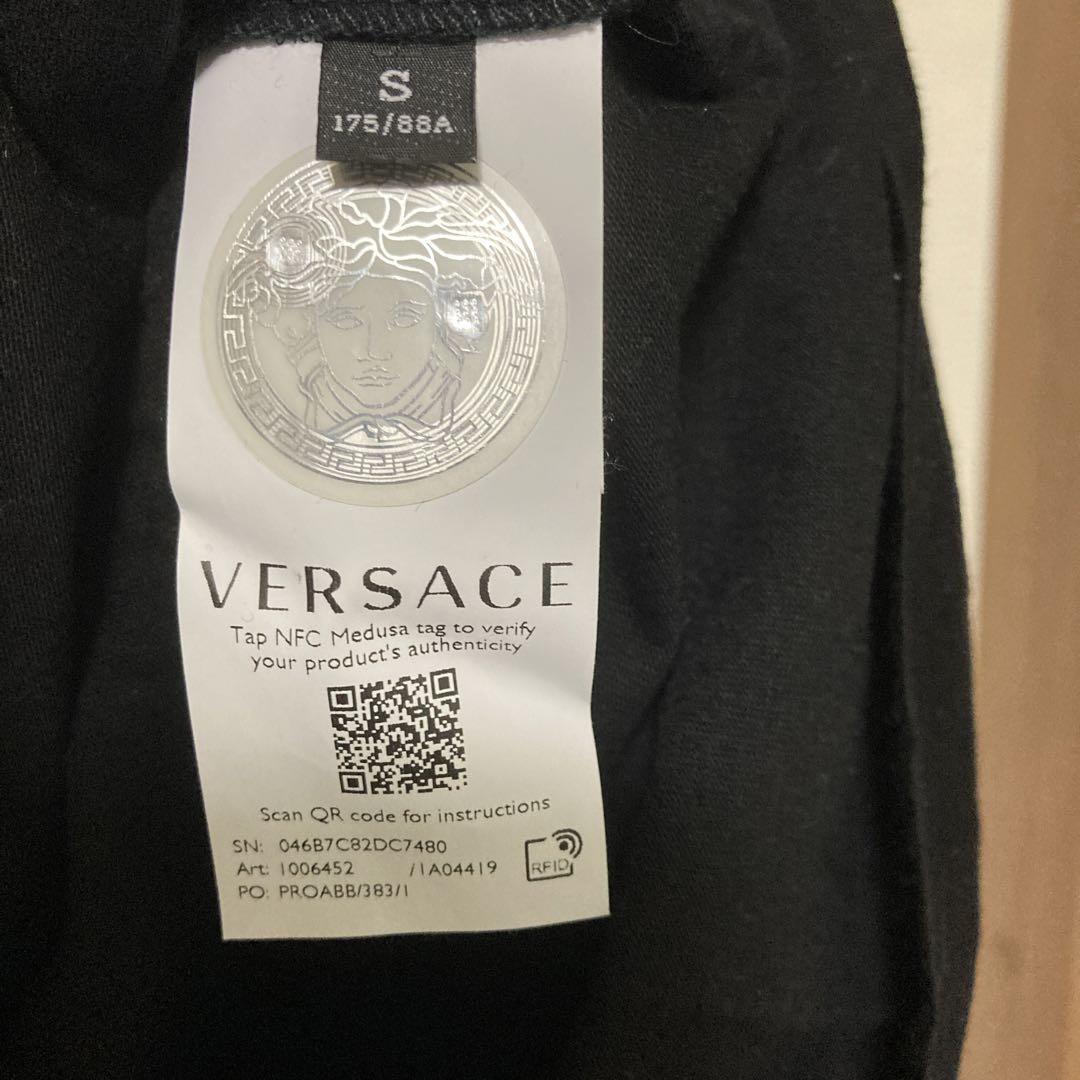 S
175/88A
VERSACE
Tap NFC Medusa tag to verify
your product's authenticity
Scan QR code for instructions
SN: 046B7C82DC7480
Art: 1006452 /1A04419
PO: PROABB/383/1
RFID